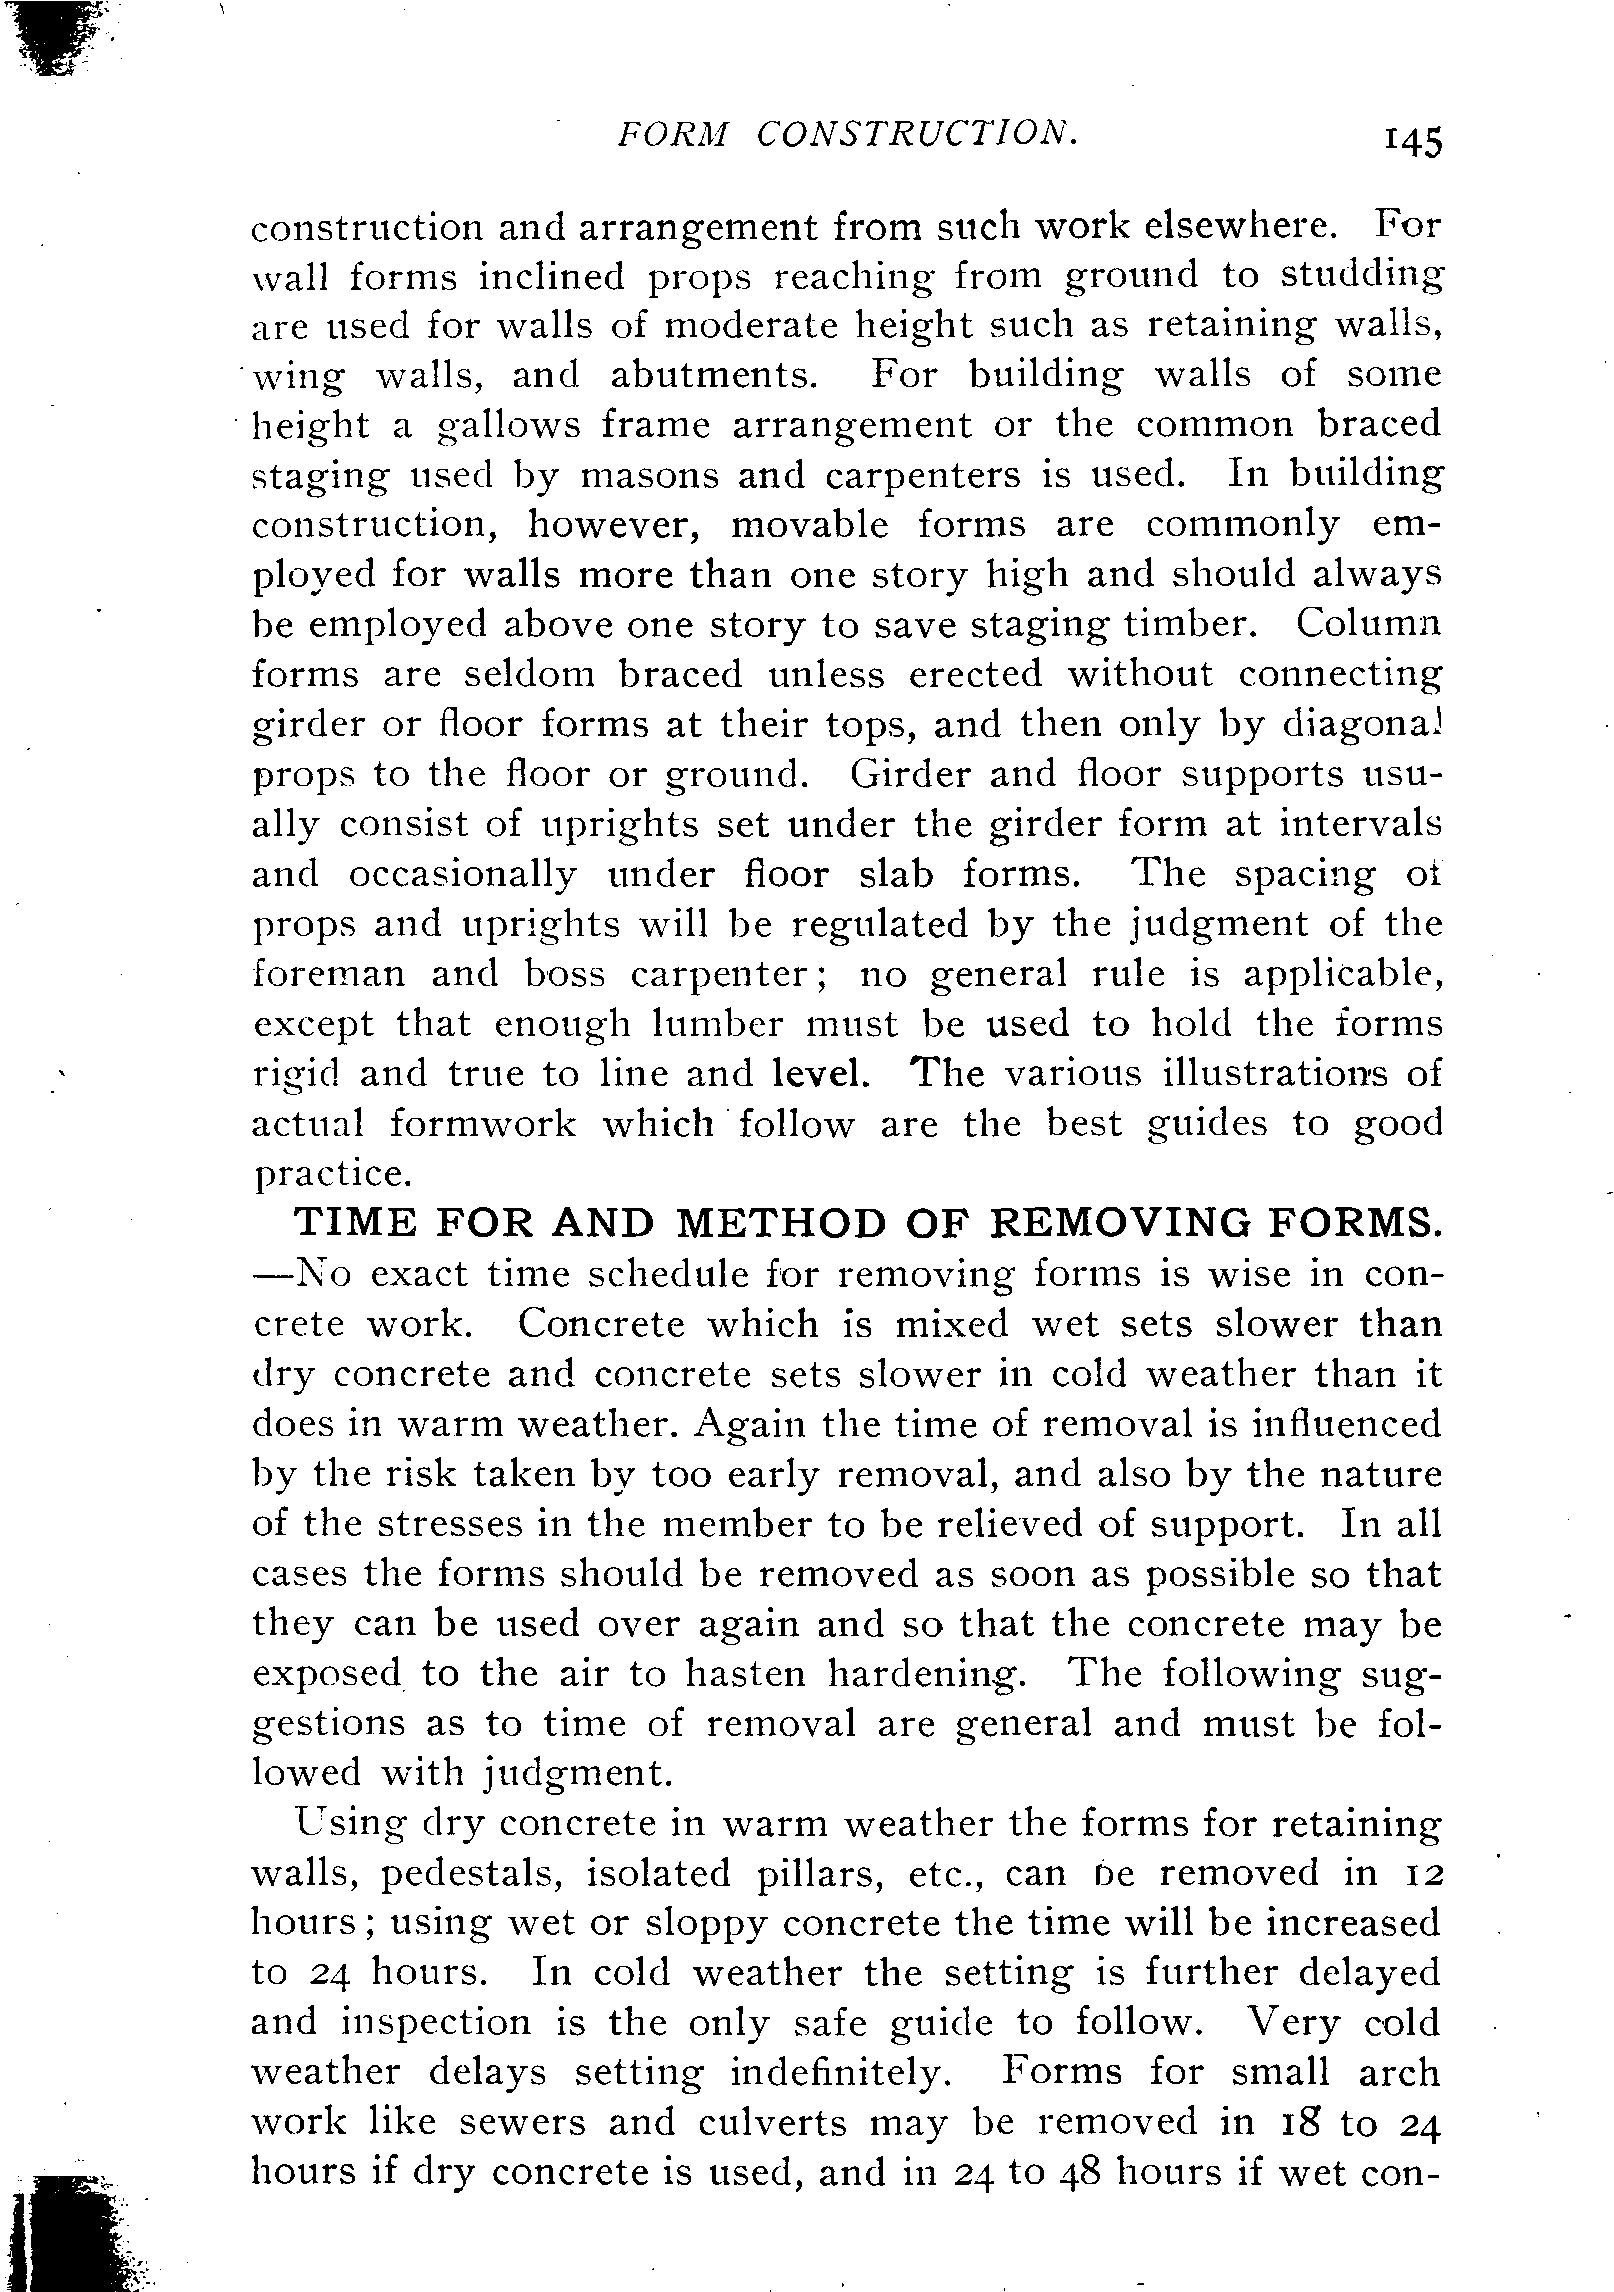 FORM CONSTRUCTION. 145
construction and arrangement from such work elsewhere. For
wall forms inclined props reaching from ground to studding
are used for walls of moderate height such as retaining walls,
wing walls, and abutments. For building walls of some
height a gallows frame arrangement or the common braced
staging used by masons and carpenters is used. In building
construction, however, movable forms are commonly em-
ployed for walls more than one story high and should always
be employed above one story to save staging timber. Column
forms are seldom braced unless erected without connecting
girder or floor forms at their tops, and then only by diagonal
props to the floor or ground. Girder and floor supports usu-
ally consist of uprights set under the girder form at intervals
and occasionally under floor slab forms. The spacing of
props and uprights will be regulated by the judgment of the
foreman and boss carpenter; no general rule is applicable,
except that enough lumber must be used to hold the forms
rigid and true to line and level. The various illustrations of
actual formwork which follow are the best guides to good
practice.
TIME FOR AND METHOD OF REMOVING FORMS.
—No exact time schedule for removing forms is wise in con-
crete work. Concrete which is mixed wet sets slower than
dry concrete and concrete sets slower in cold weather than it
does in warm weather. Again the time of removal is influenced
by the risk taken by too early removal, and also by the nature
of the stresses in the member to be relieved of support. In all
cases the forms should be removed as soon as possible so that
they can be used over again and so that the concrete may be
exposed to the air to hasten hardening. The following sug-
gestions as to time of removal are general and must be fol-
lowed with judgment.
Using dry concrete in warm weather the forms for retaining
walls, pedestals, isolated pillars, etc., can be removed in 12
hours; using wet or sloppy concrete the time will be increased
to 24 hours. In cold weather the setting is further delayed
and inspection is the only safe guide to follow. Very cold
weather delays setting indefinitely. Forms for small arch
work like sewers and culverts may be removed in 18 to 24
hours if dry concrete is used, and in 24 to 48 hours if wet con-